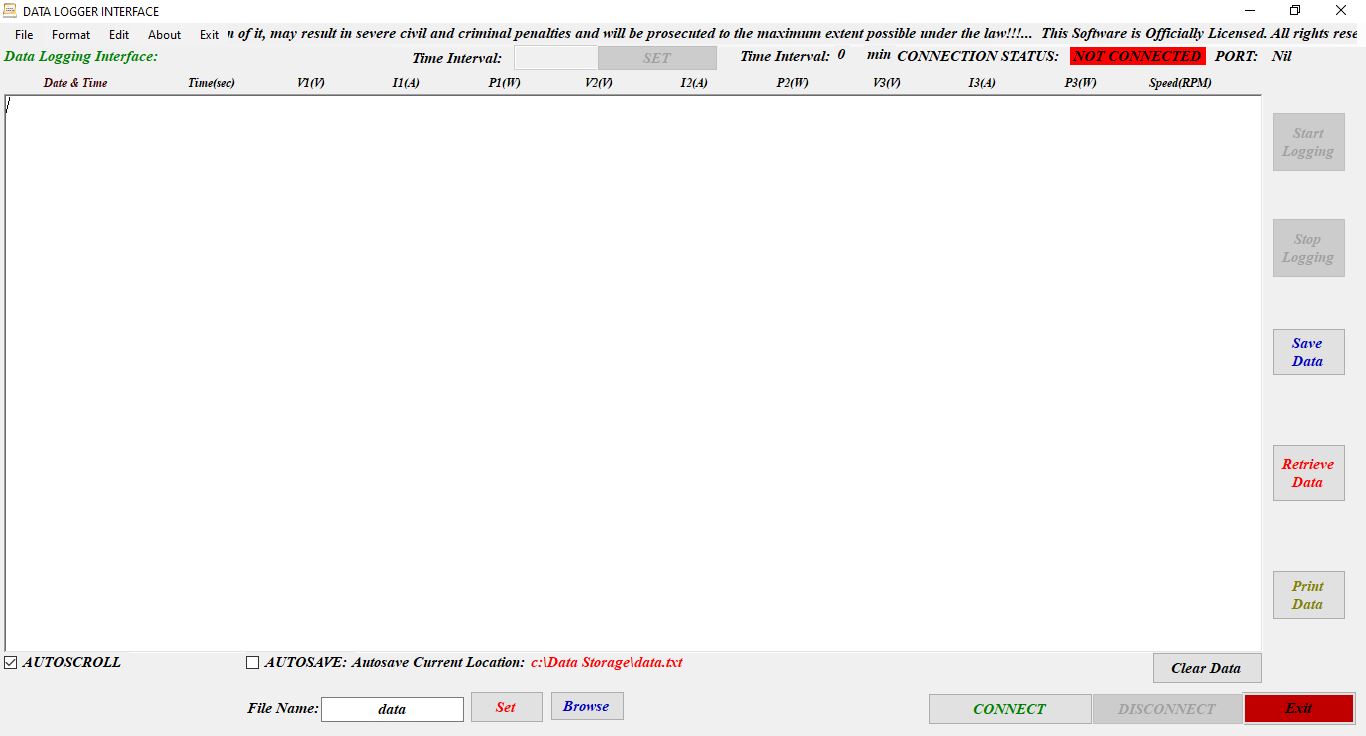 DATA LOGGER INTERFACE
File Format Edit About Exit n of it, may result in severe civil and criminal penalties and will be prosecuted to the maximum extent possible under the law!!!... This Software is Officially Licensed. All rights rese
Data Logging Interface: Time Interval: SET Time Interval: 0 min CONNECTION STATUS: NOT CONNECTED PORT: Nil
Date & Time Time(sec) V1(V) I1(A) P1(W) V2(V) I2(A) P2(W) V3(V) I3(A) P3(W) Speed(RPM)
Start
Logging
Stop
Logging
Save
Data
Retrieve
Data
Print
Data
AUTOSCROLL AUTOSAVE: Autosave Current Location: c:\Data Storage\data.txt
Clear Data
File Name: data Set Browse CONNECT DISCONNECT Exit